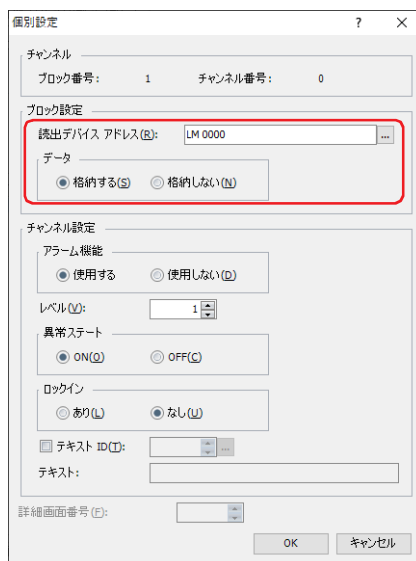 個別設定 ? ×
チャンネル
ブロック番号: 1 チャンネル番号: 0
ブロック設定
読出デバイス アドレス(R): LM 0000 ...
データ
格納する(S) 格納しない(N)
チャンネル設定
アラーム機能
使用する 使用しない(D)
レベル(V): 1
異常ステート
ON(O) OFF(C)
ロックイン
あり(L) なし(U)
テキスト ID(T): ...
テキスト:
詳細画面番号(F):
OK キャンセル